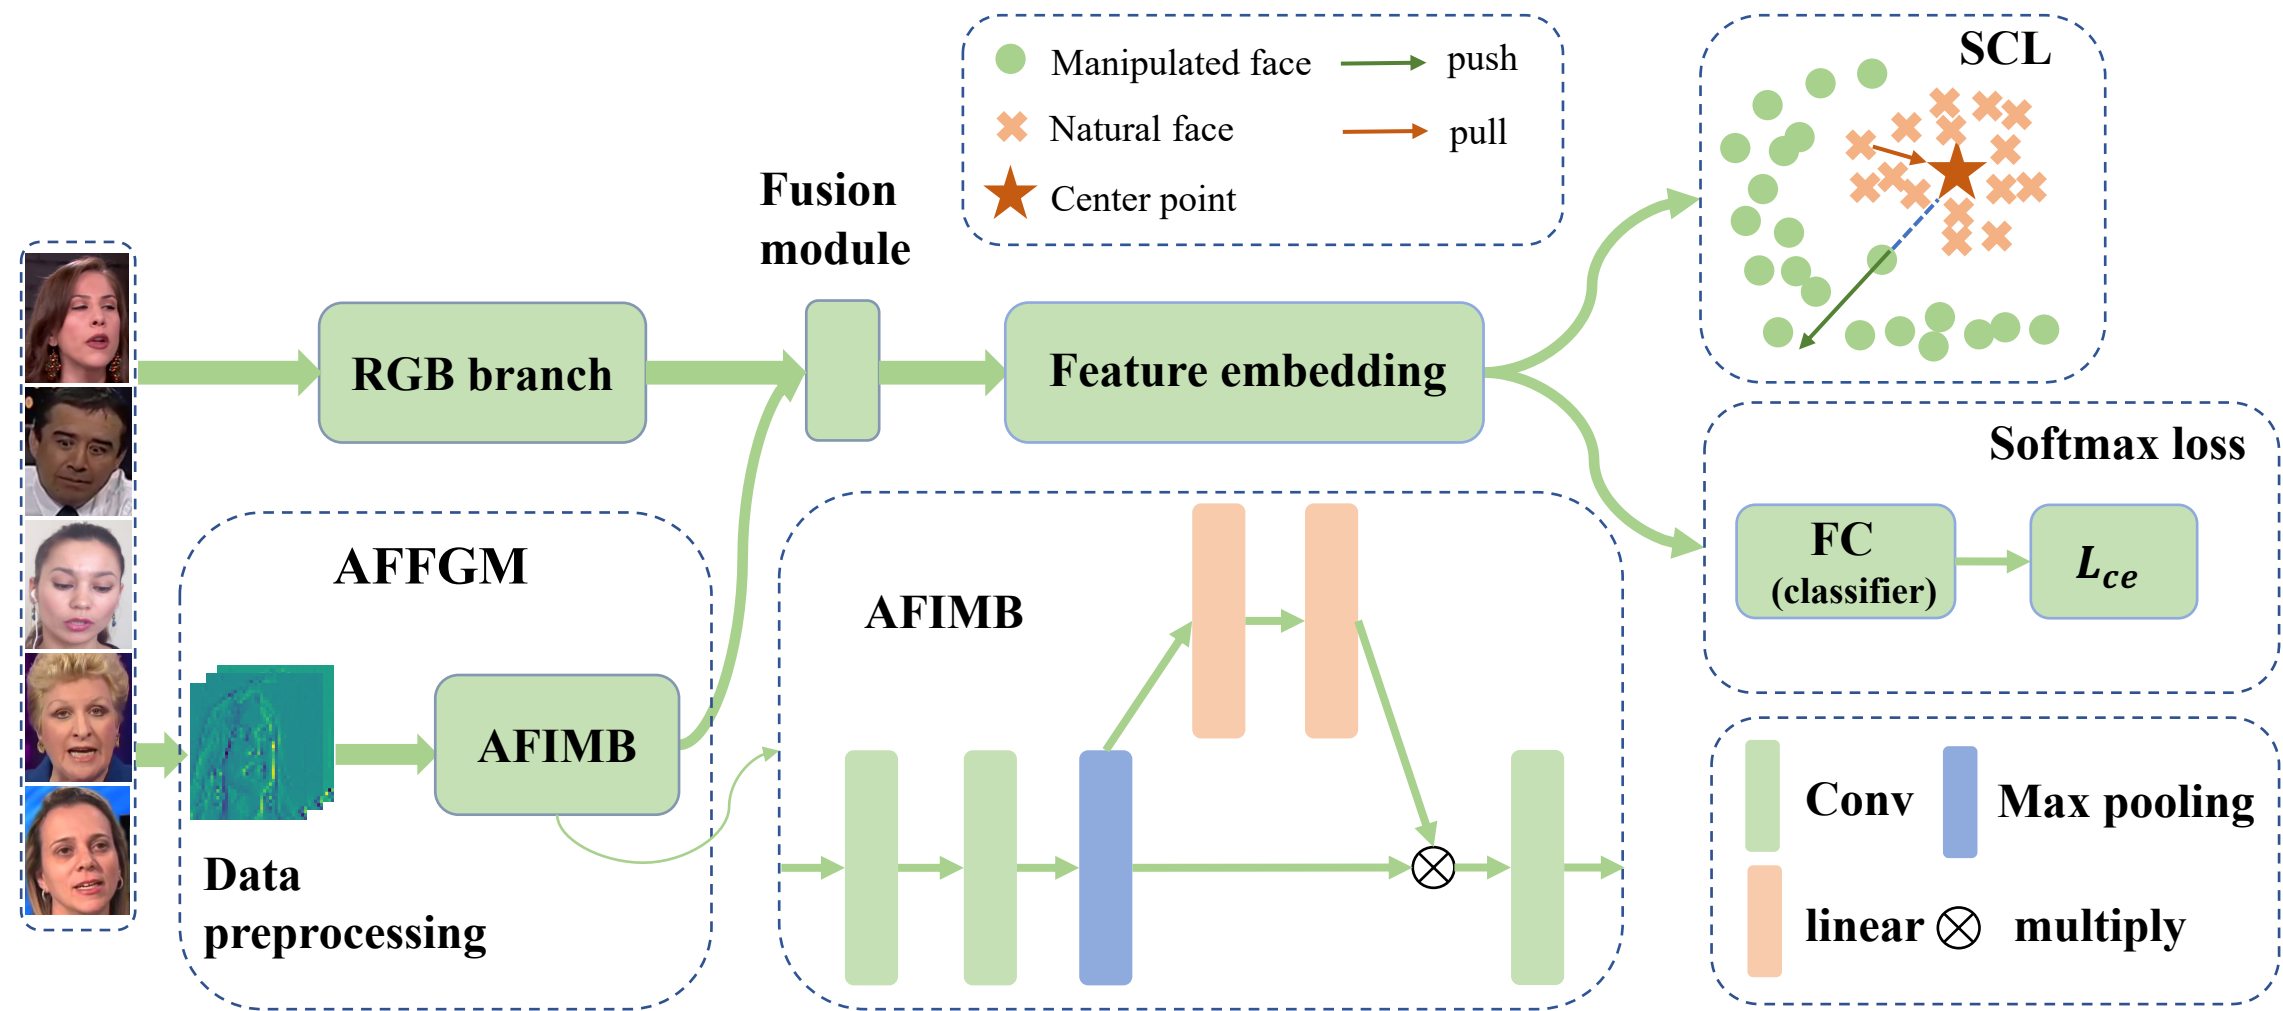 Manipulated face
push
Natural face
pull
Center point
SCL
Fusion
module
RGB branch
Feature embedding
Softmax loss
FC
(classifier)
L_ce
AFFGM
AFIMB
Data
preprocessing
AFIMB
Conv
Max pooling
linear
multiply